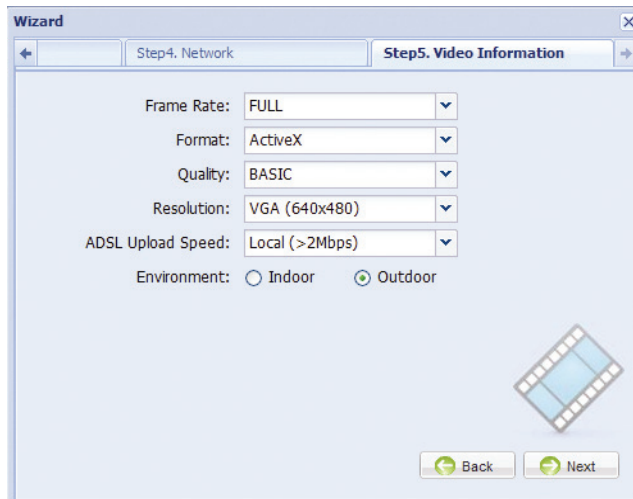 Wizard
Step4. Network
Step5. Video Information
Frame Rate: FULL
Format: ActiveX
Quality: BASIC
Resolution: VGA (640x480)
ADSL Upload Speed: Local (>2Mbps)
Environment: Indoor Outdoor
Back Next